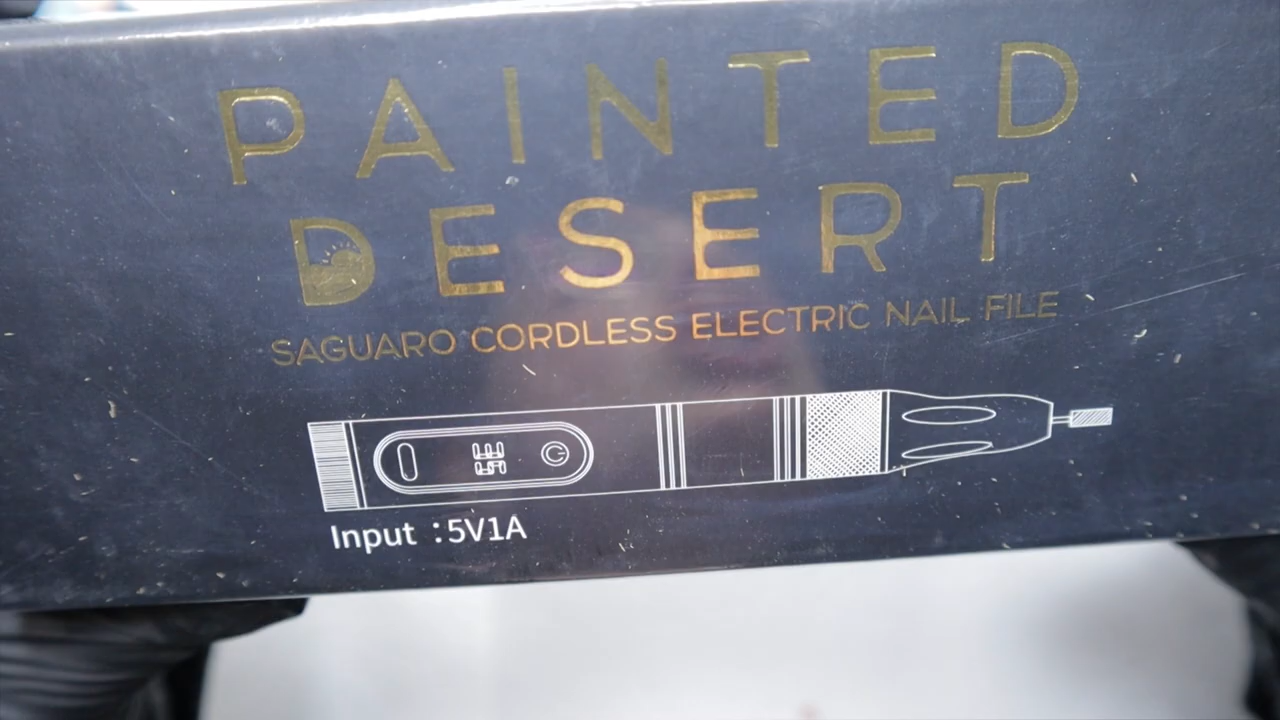 PAINTED
DESERT
SAGUARO CORDLESS ELECTRIC NAIL FILE
Input :5V1A